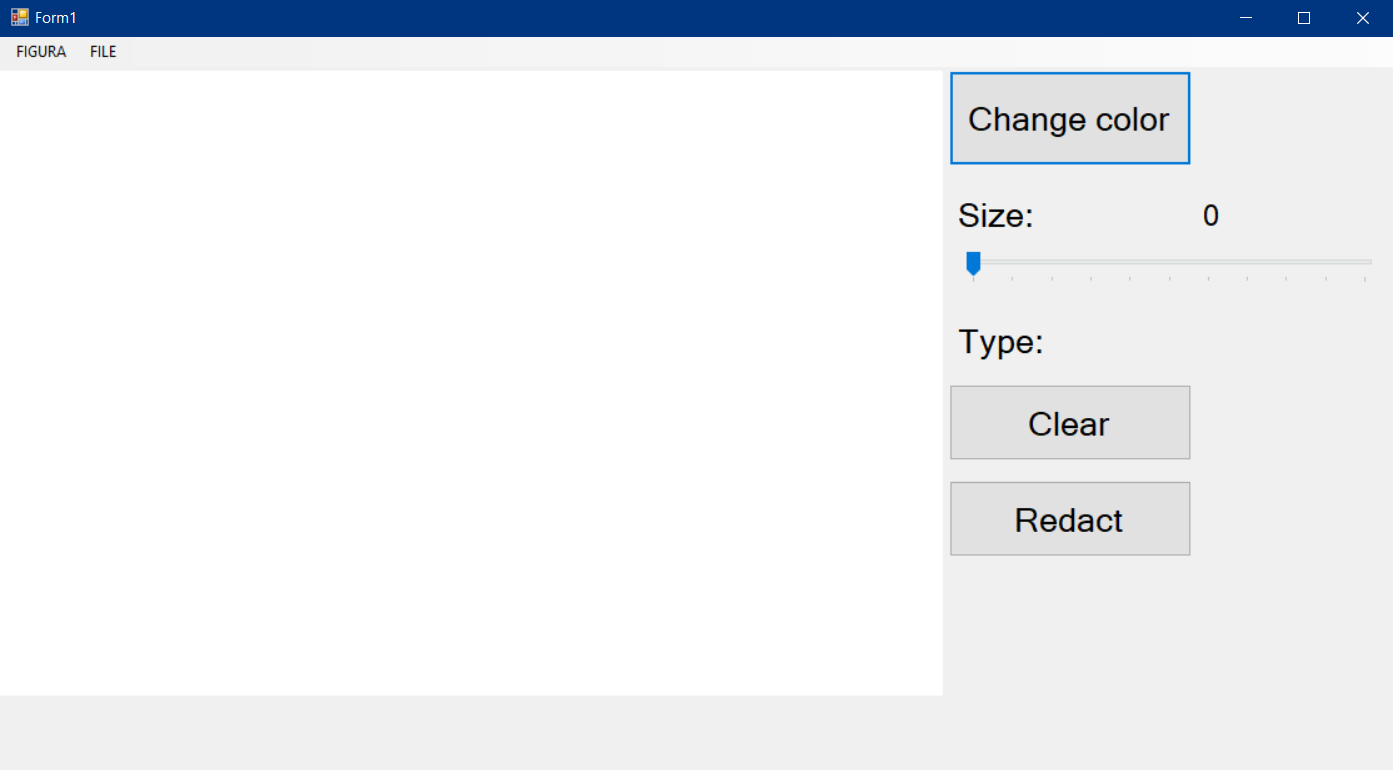 Form1
FIGURA FILE
Change color
Size: 0
Type:
Clear
Redact